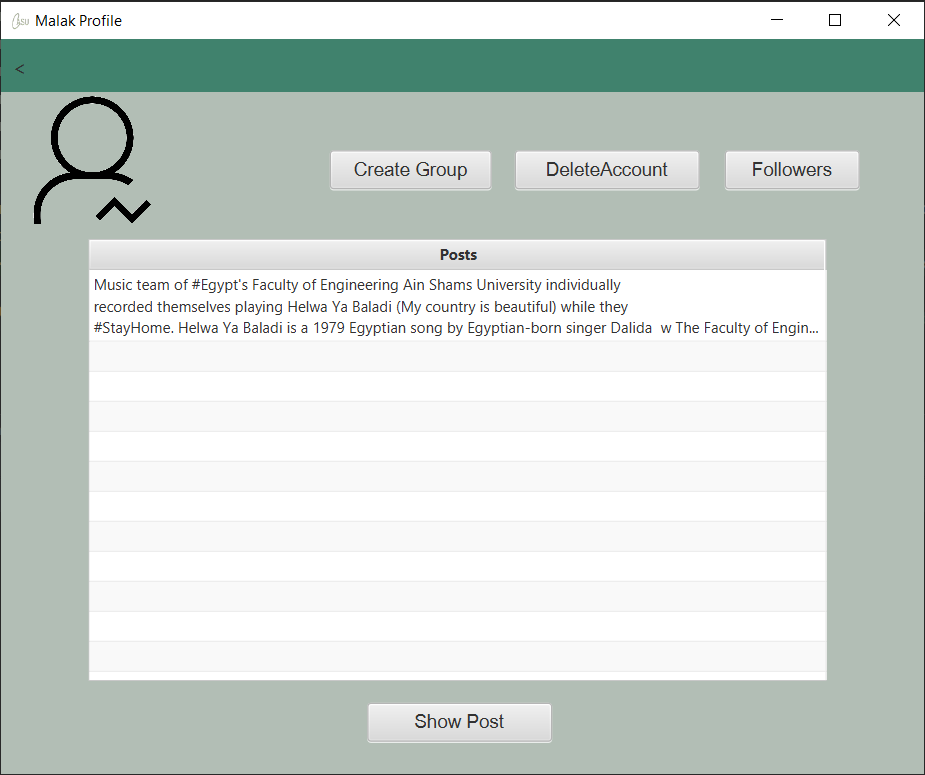 ASU Malak Profile
<
Create Group DeleteAccount Followers
Posts
Music team of #Egypt's Faculty of Engineering Ain Shams University individually
recorded themselves playing Helwa Ya Baladi (My country is beautiful) while they
#StayHome. Helwa Ya Baladi is a 1979 Egyptian song by Egyptian-born singer Dalida  w The Faculty of Engin...
Show Post